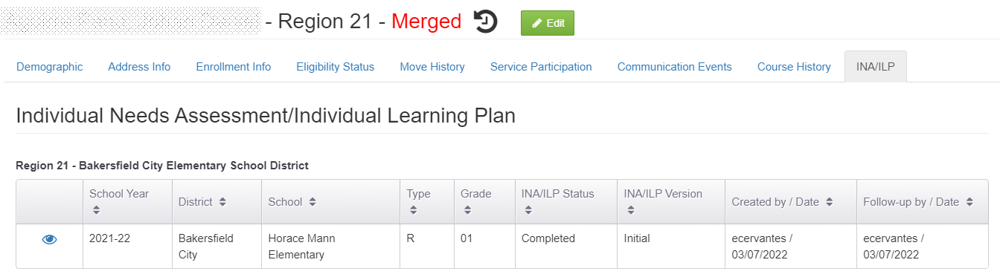 - Region 21 - Merged Edit
Demographic Address Info Enrollment Info Eligibility Status Move History Service Participation Communication Events Course History INA/ILP
Individual Needs Assessment/Individual Learning Plan
Region 21 - Bakersfield City Elementary School District
School Year District School Type Grade INA/ILP Status INA/ILP Version Created by / Date Follow-up by / Date
2021-22 Bakersfield Horace Mann R 01 Completed Initial ecervantes / ecervantes /
City Elementary 03/07/2022 03/07/2022